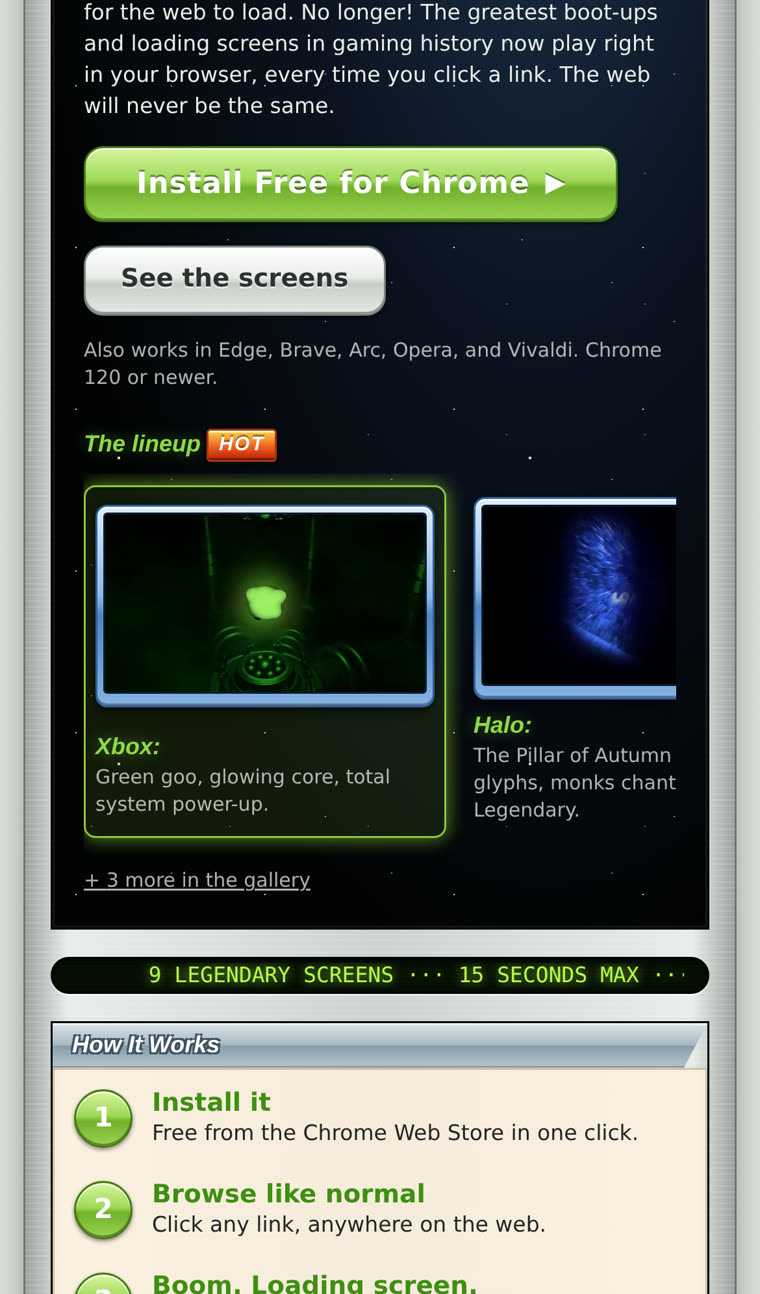 for the web to load. No longer! The greatest boot-ups
and loading screens in gaming history now play right
in your browser, every time you click a link. The web
will never be the same.
Install Free for Chrome ►
See the screens
Also works in Edge, Brave, Arc, Opera, and Vivaldi. Chrome
120 or newer.
The lineup HOT
Xbox:
Green goo, glowing core, total
system power-up.
Halo:
The Pillar of Autumn
glyphs, monks chant
Legendary.
+ 3 more in the gallery
9 LEGENDARY SCREENS ··· 15 SECONDS MAX ···
How It Works
1
Install it
Free from the Chrome Web Store in one click.
2
Browse like normal
Click any link, anywhere on the web.
3
Boom. Loading screen.